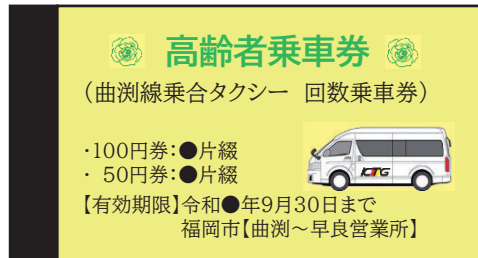 高齢者乗車券
（曲渕線乗合タクシー 回数乗車券）
・100円券：●片綴
・ 50円券：●片綴
KTG
【有効期限】令和●年9月30日まで
福岡市【曲渕～早良営業所】